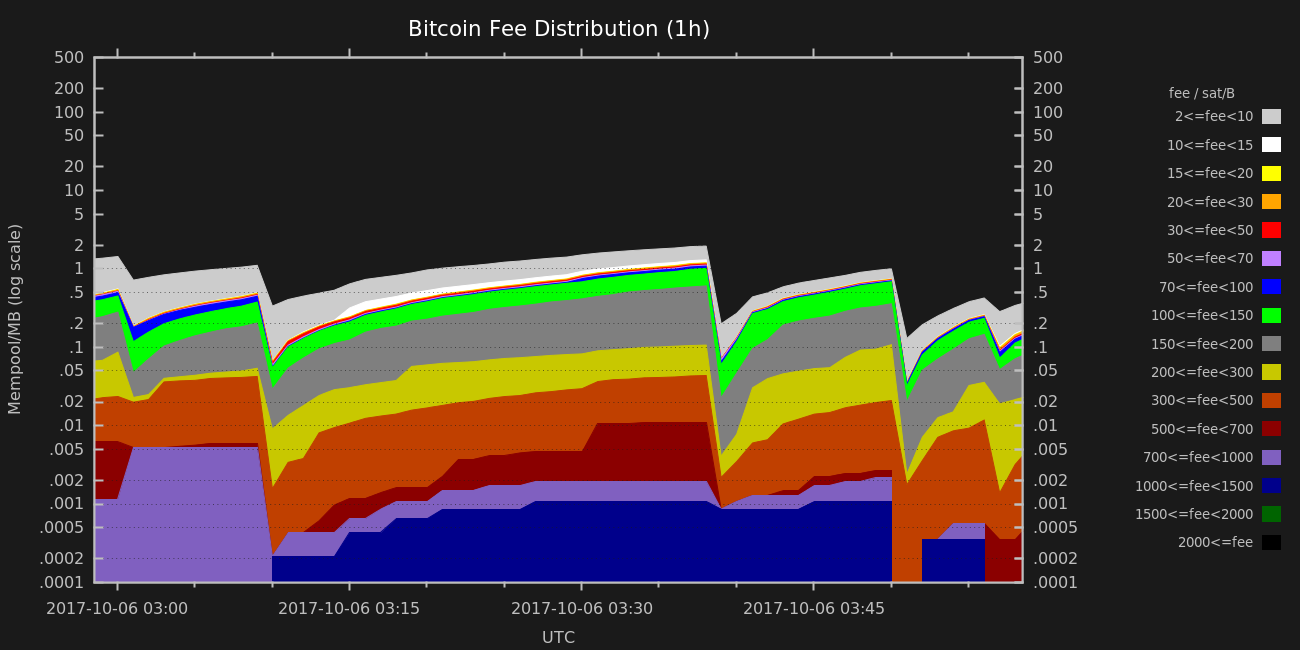 Bitcoin Fee Distribution (1h)
Mempool/MB (log scale)
500
200
100
50
20
10
5
2
1
.5
.2
.1
.05
.02
.01
.005
.002
.001
.0005
.0002
.0001
500
200
100
50
20
10
5
2
1
.5
.2
.1
.05
.02
.01
.005
.002
.001
.0005
.0002
.0001
2017-10-06 03:00
2017-10-06 03:15
2017-10-06 03:30
2017-10-06 03:45
UTC
fee / sat/B
2<=fee<10
10<=fee<15
15<=fee<20
20<=fee<30
30<=fee<50
50<=fee<70
70<=fee<100
100<=fee<150
150<=fee<200
200<=fee<300
300<=fee<500
500<=fee<700
700<=fee<1000
1000<=fee<1500
1500<=fee<2000
2000<=fee